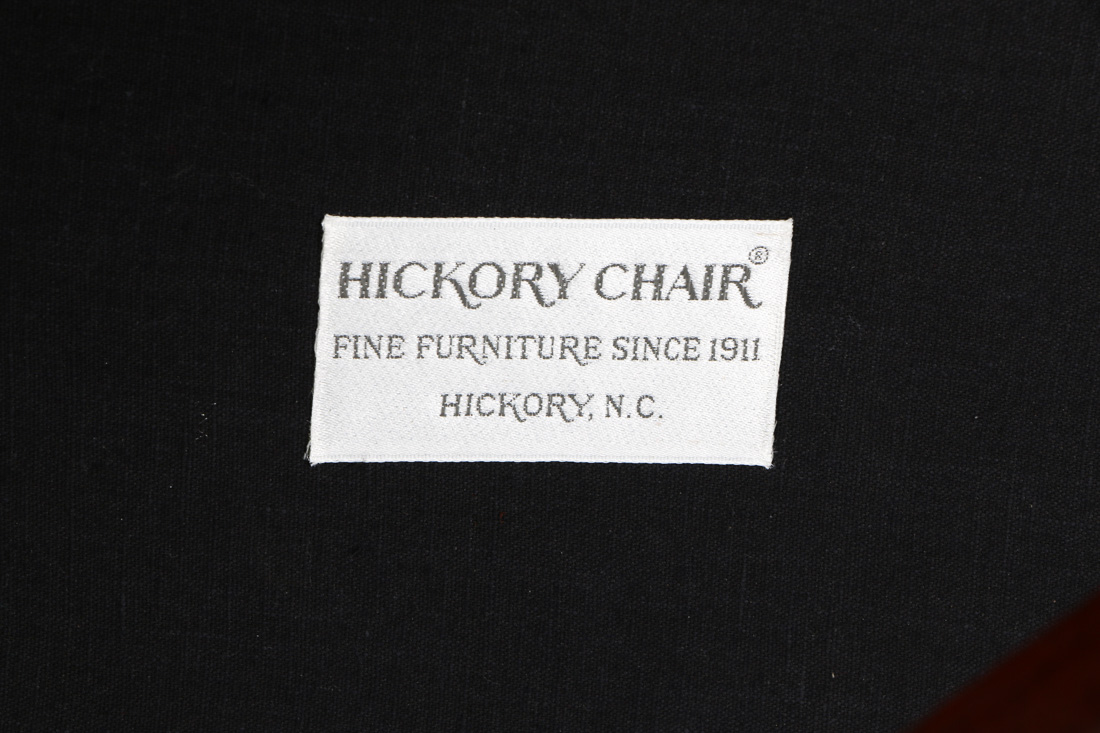 HICKORY CHAIR®
FINE FURNITURE SINCE 1911
HICKORY, N.C.